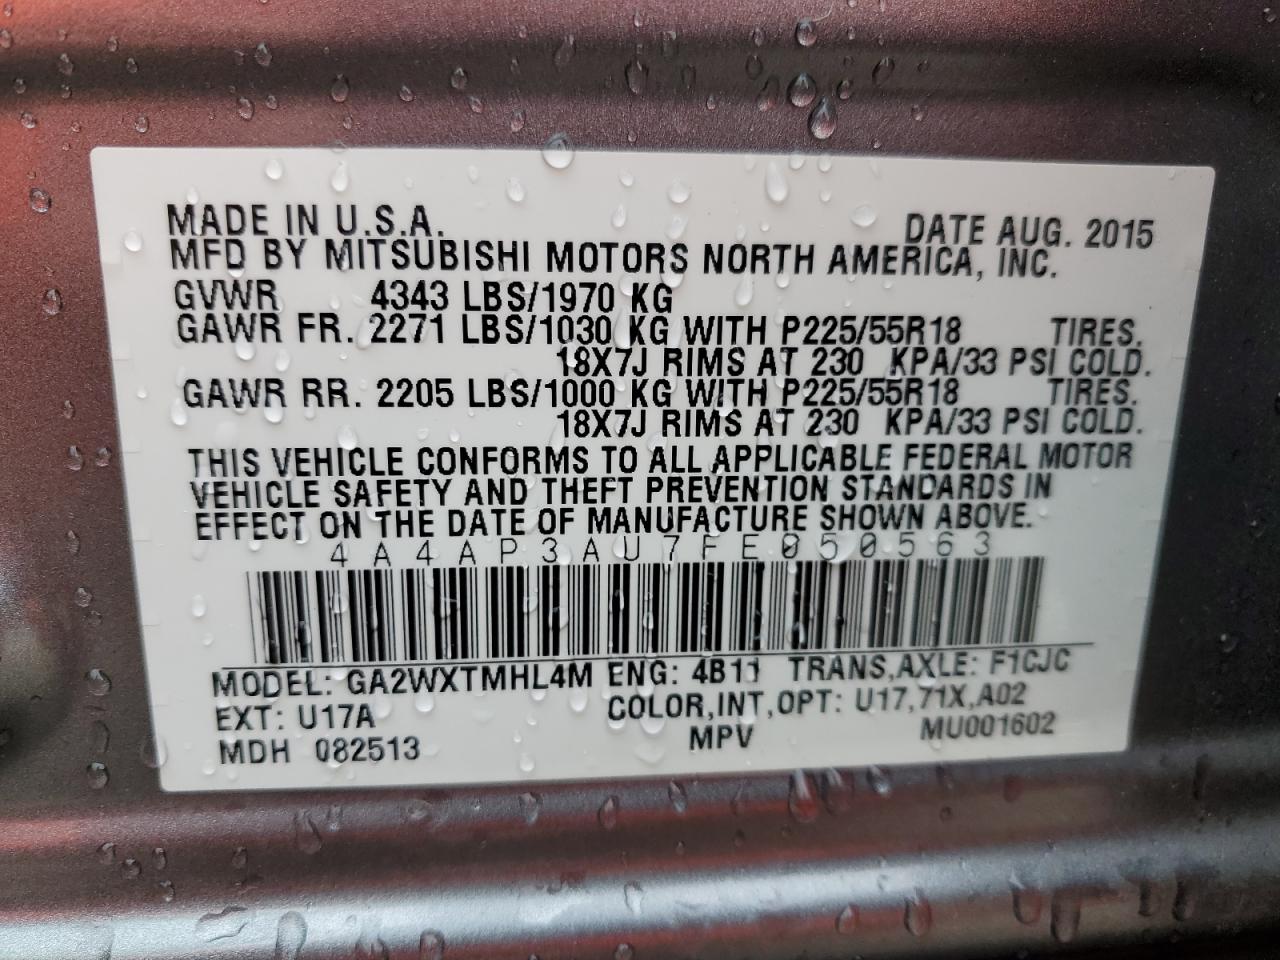 MADE IN U.S.A. DATE AUG. 2015
MFD BY MITSUBISHI MOTORS NORTH AMERICA, INC.
GVWR 4343 LBS/1970 KG
GAWR FR. 2271 LBS/1030 KG WITH P225/55R18 TIRES.
18X7J RIMS AT 230 KPA/33 PSI COLD.
GAWR RR. 2205 LBS/1000 KG WITH P225/55R18 TIRES.
18X7J RIMS AT 230 KPA/33 PSI COLD.
THIS VEHICLE CONFORMS TO ALL APPLICABLE FEDERAL MOTOR
VEHICLE SAFETY AND THEFT PREVENTION STANDARDS IN
EFFECT ON THE DATE OF MANUFACTURE SHOWN ABOVE.
4A4AP3AU7FE050563
MODEL: GA2WXTMHL4M ENG: 4B11 TRANS,AXLE: F1CJC
EXT: U17A COLOR,INT,OPT: U17,71X,A02
MDH 082513 MPV MU001602